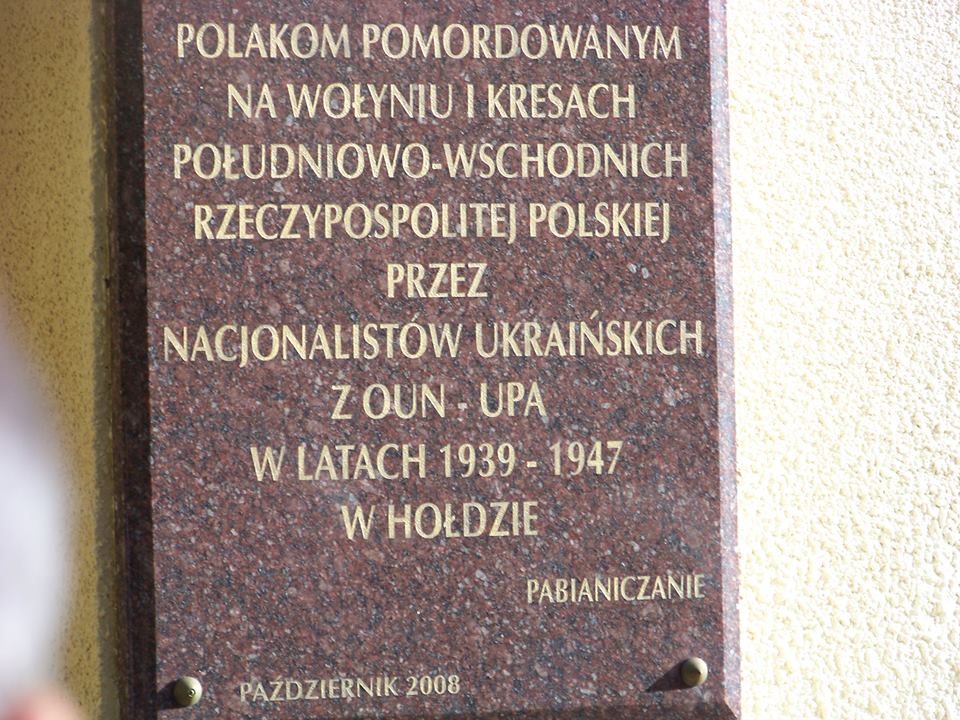 POLAKOM POMORDOWANYM
NA WOŁYNIU I KRESACH
POŁUDNIOWO-WSCHODNICH
RZECZYPOSPOLITEJ POLSKIEJ
PRZEZ
NACJONALISTÓW UKRAIŃSKICH
Z OUN - UPA
W LATACH 1939 - 1947
W HOŁDZIE
PABIANICZANIE
PAŹDZIERNIK 2008